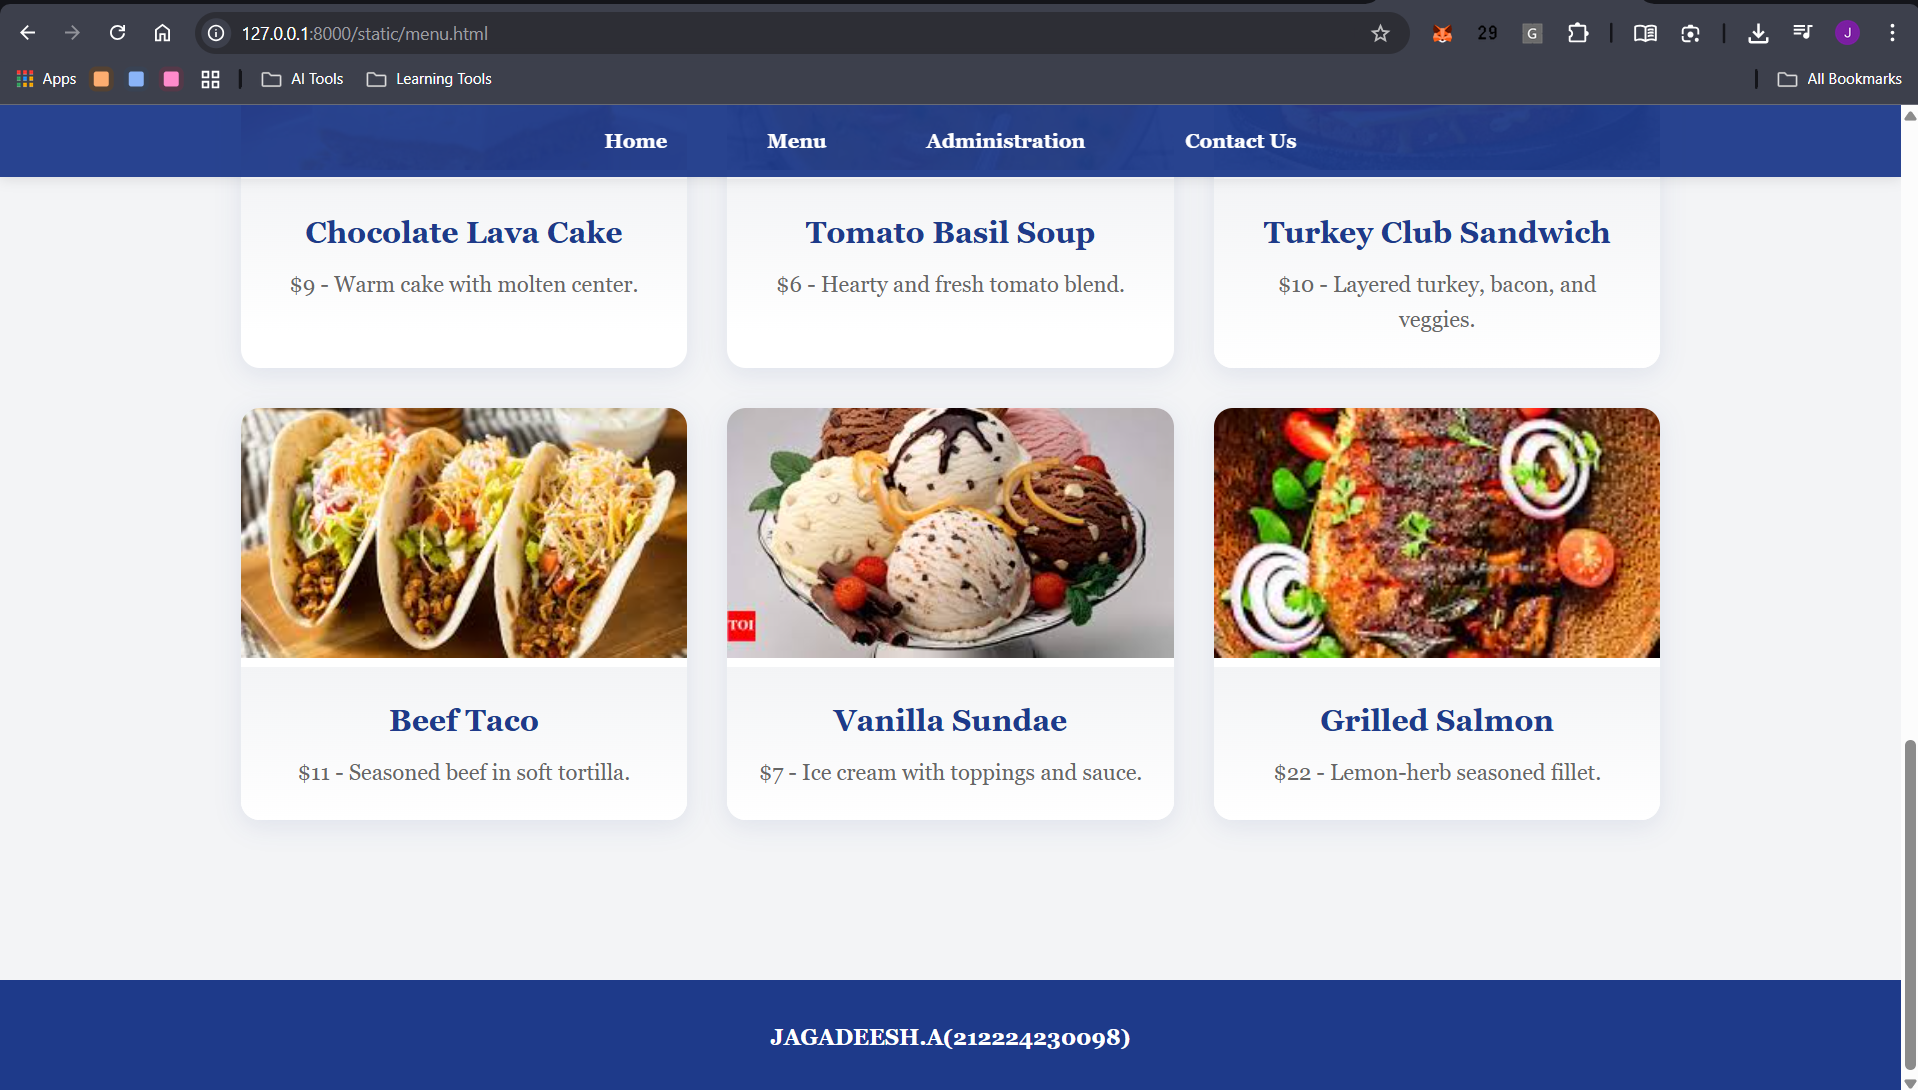 127.0.0.1:8000/static/menu.html
29
G
J
Apps
AI Tools
Learning Tools
All Bookmarks
Home
Menu
Administration
Contact Us
Chocolate Lava Cake
$9 - Warm cake with molten center.
Tomato Basil Soup
$6 - Hearty and fresh tomato blend.
Turkey Club Sandwich
$10 - Layered turkey, bacon, and
veggies.
TOI
Beef Taco
$11 - Seasoned beef in soft tortilla.
Vanilla Sundae
$7 - Ice cream with toppings and sauce.
Grilled Salmon
$22 - Lemon-herb seasoned fillet.
JAGADEESH.A(212224230098)